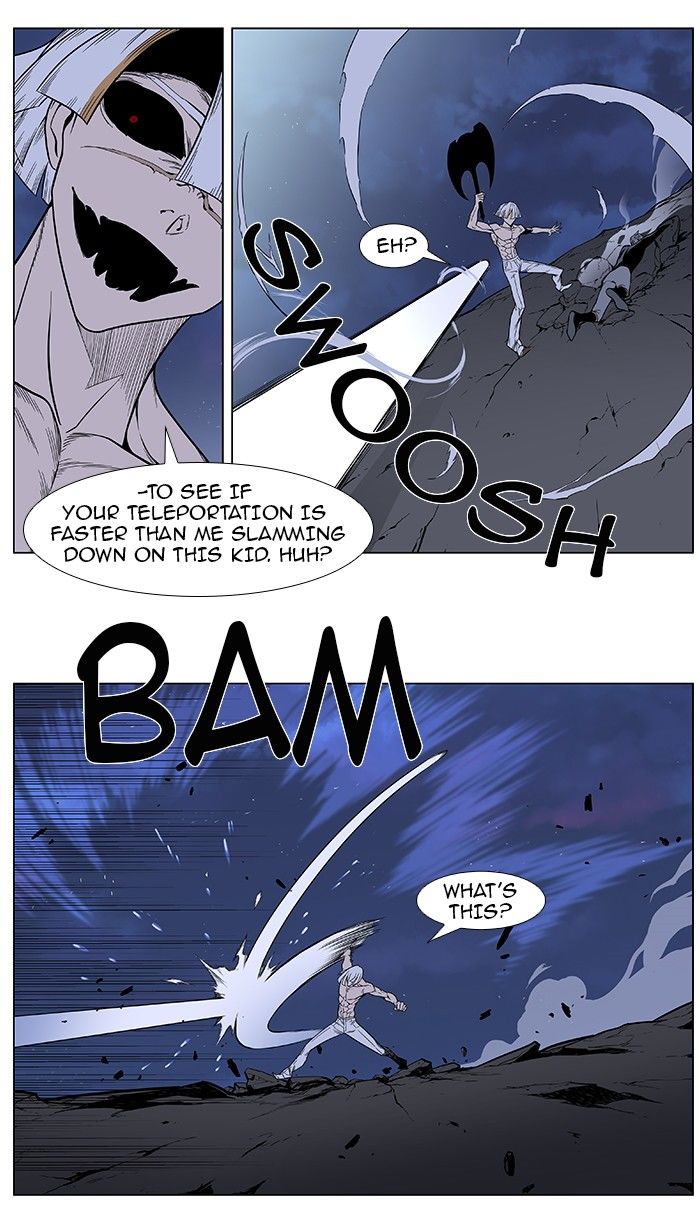 -TO SEE IF
YOUR TELEPORTATION IS
FASTER THAN ME SLAMMING
DOWN ON THIS KID. HUH?
EH?
SWOOSH
BAM
WHAT'S
THIS?